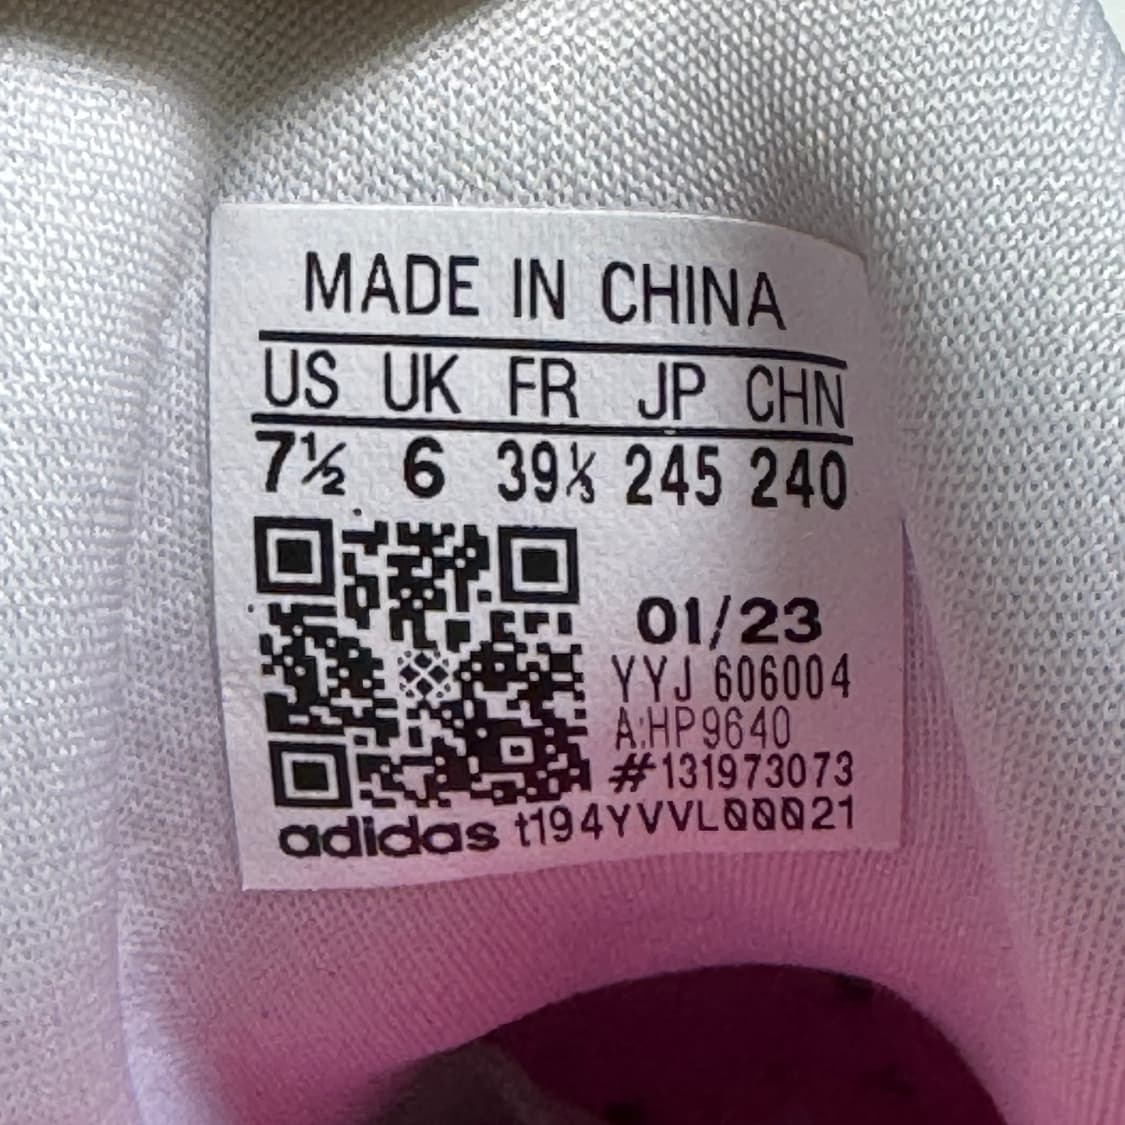 MADE IN CHINA
US UK FR JP CHN
7½ 6 39⅓ 245 240
01/23
YYJ 606004
A:HP9640
#131973073
adidas t194YVVL00021